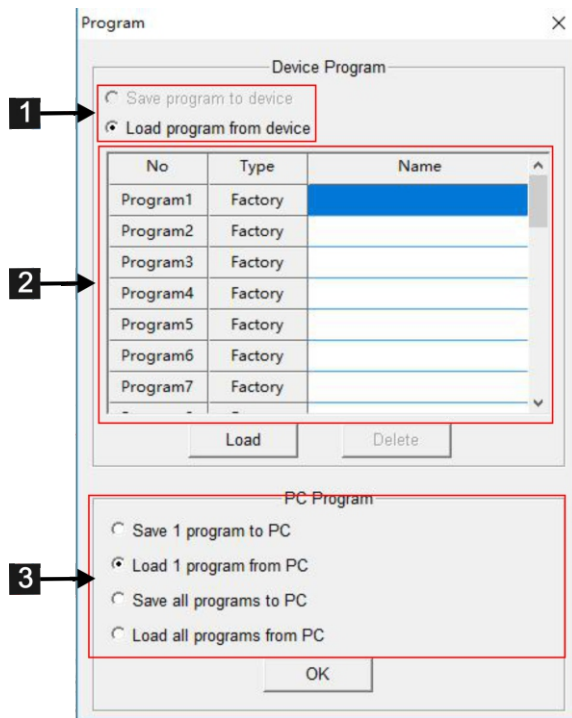 Program
Device Program
1
Save program to device
Load program from device
No Type Name
Program1 Factory
Program2 Factory
2
Program3 Factory
Program4 Factory
Program5 Factory
Program6 Factory
Program7 Factory
Load Delete
PC Program
Save 1 program to PC
3
Load 1 program from PC
Save all programs to PC
Load all programs from PC
OK